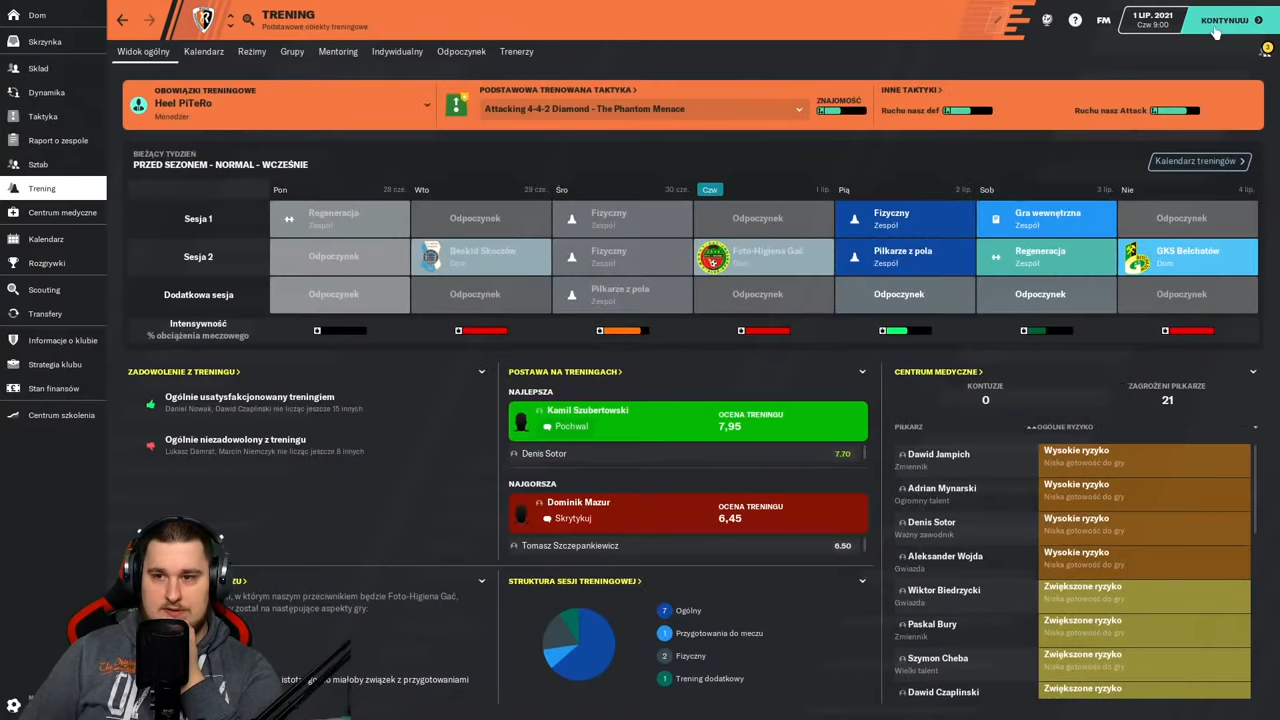 Dom
Skrzynka
Skład
Dynamika
Taktyka
Raport o zespole
Sztab
Trening
Centrum medyczne
Kalendarz
Rozgrywki
Scouting
Transfery
Informacje o klubie
Strategia klubu
Stan finansów
Centrum szkolenia
TRENING
Podstawowe obiekty treningowe
FM
1 LIP. 2021
Czw 9:00
KONTYNUUJ
Widok ogólny Kalendarz Reżimy Grupy Mentoring Indywidualny Odpoczynek Trenerzy
OBOWIĄZKI TRENINGOWE
Heel PiTeRo
Menedżer
PODSTAWOWA TRENOWANA TAKTYKA
Attacking 4-4-2 Diamond - The Phantom Menace
ZNAJOMOŚĆ
INNE TAKTYKI
Ruchu nasz def
Ruchu nasz Attack
BIEŻĄCY TYDZIEŃ
PRZED SEZONEM - NORMAL - WCZEŚNIE
Kalendarz treningów
Pon 28 cze. Wto 29 cze. Śro 30 cze. Czw 1 lip. Pią 2 lip. Sob 3 lip. Nie 4 lip.
Sesja 1
Regeneracja
Zespół
Odpoczynek
Fizyczny
Zespół
Odpoczynek
Fizyczny
Zespół
Gra wewnętrzna
Zespół
Odpoczynek
Sesja 2
Odpoczynek
Beskid Skoczów
Dom
Fizyczny
Zespół
Foto-Higiena Gać
Dom
Piłkarze z pola
Zespół
Regeneracja
Zespół
GKS Bełchatów
Dom
Dodatkowa sesja
Odpoczynek
Odpoczynek
Piłkarze z pola
Zespół
Odpoczynek
Odpoczynek
Odpoczynek
Odpoczynek
Intensywność
% obciążenia meczowego
ZADOWOLENIE Z TRENINGU
Ogólnie usatysfakcjonowany treningiem
Daniel Nowak, Dawid Czapliński nie licząc jeszcze 15 innych
Ogólnie niezadowolony z treningu
Łukasz Damrat, Marcin Niemczyk nie licząc jeszcze 8 innych
POSTAWA NA TRENINGACH
NAJLEPSZA
Kamil Szubertowski
Pochwal
OCENA TRENINGU
7,95
Denis Sotor 7.70
NAJGORSZA
Dominik Mazur
Skrytykuj
OCENA TRENINGU
6,45
Tomasz Szczepankiewicz 6.50
STRUKTURA SESJI TRENINGOWEJ
7 Ogólny
1 Przygotowania do meczu
2 Fizyczny
1 Trening dodatkowy
CENTRUM MEDYCZNE
KONTUZJE
0
ZAGROŻENI PIŁKARZE
21
PIŁKARZ
OGÓLNE RYZYKO
Dawid Jampich
Zmiennik
Wysokie ryzyko
Niska gotowość do gry
Adrian Mynarski
Ogromny talent
Wysokie ryzyko
Niska gotowość do gry
Denis Sotor
Ważny zawodnik
Wysokie ryzyko
Niska gotowość do gry
Aleksander Wojda
Gwiazda
Wysokie ryzyko
Niska gotowość do gry
Wiktor Biedrzycki
Gwiazda
Zwiększone ryzyko
Niska gotowość do gry
Paskal Bury
Zmiennik
Zwiększone ryzyko
Niska gotowość do gry
Szymon Cheba
Wielki talent
Zwiększone ryzyko
Niska gotowość do gry
Dawid Czapliński
Zwiększone ryzyko
w którym naszym przeciwnikiem będzie Foto-Higiena Gać,
został na następujące aspekty gry:
miałoby związek z przygotowaniami